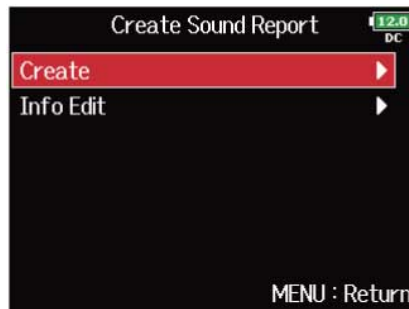 Create Sound Report
12.0
DC
Create
Info Edit
MENU : Return